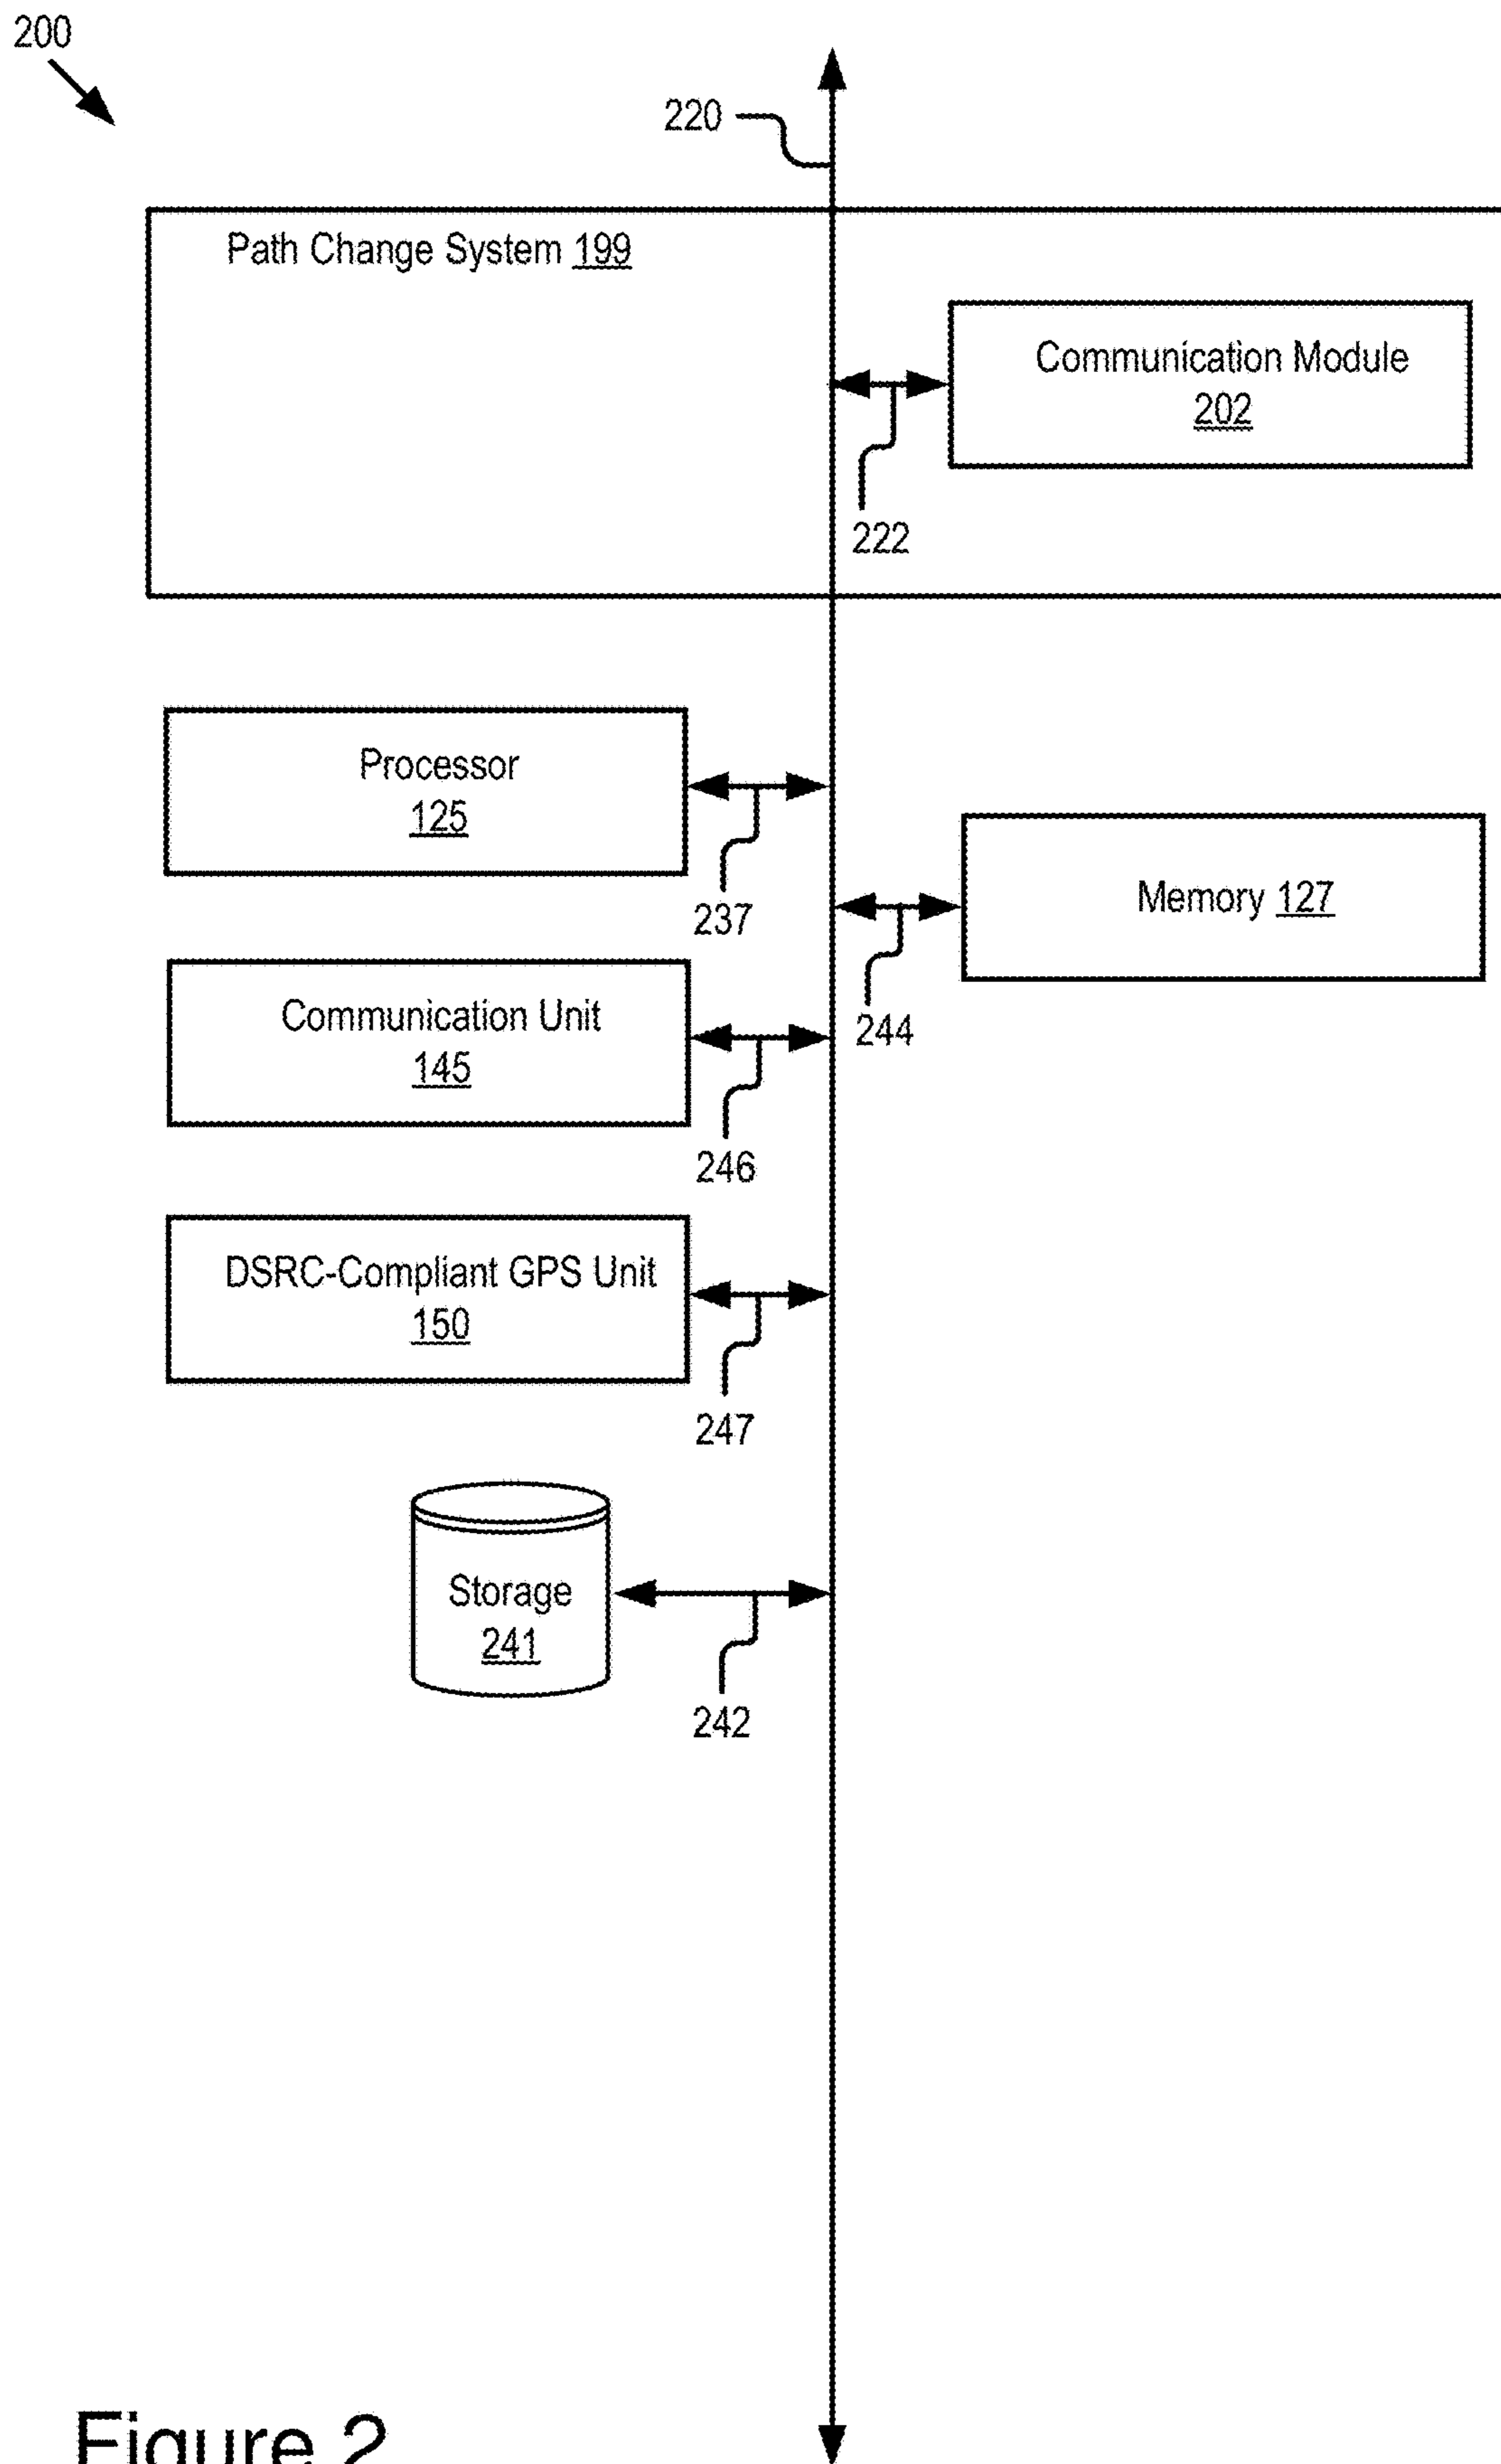 200
220
Path Change System 199
Communication Module
202
222
Processor
125
237
Memory 127
244
Communication Unit
145
246
DSRC-Compliant GPS Unit
150
247
Storage
241
242
Figure 2